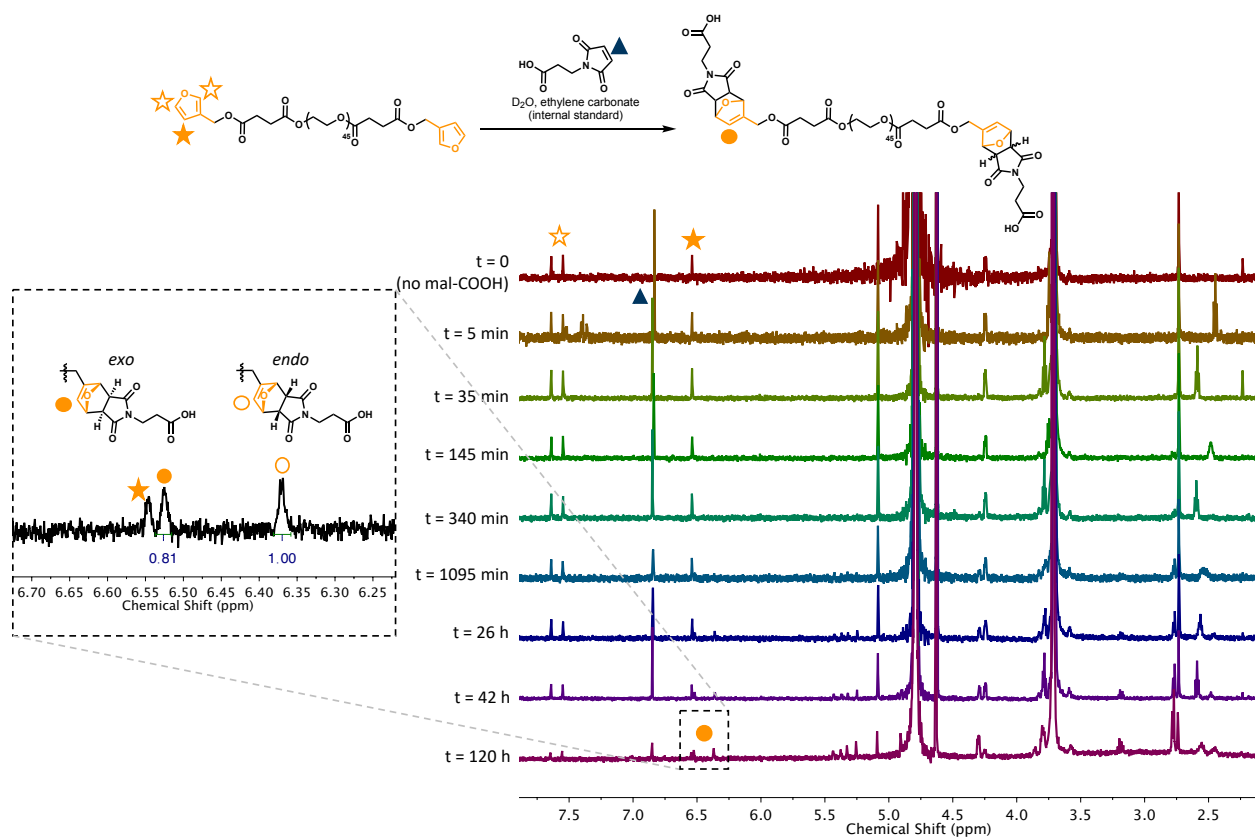 O
O
HO
N
O
O
HO
O
N
O
O
O
O
O
O
O
O
O
O
45
O
O
O
O
D₂O, ethylene carbonate
(internal standard)
O
O
O
O
O
O
O
45
O
O
O
O
H
H
O
N
O
O
HO
t = 0
(no mal-COOH)
t = 5 min
t = 35 min
t = 145 min
t = 340 min
t = 1095 min
t = 26 h
t = 42 h
t = 120 h
exo
endo
H
O
O
N
OH
H
O
O
H
O
O
N
OH
H
O
O
0.81
1.00
6.70 6.65 6.60 6.55 6.50 6.45 6.40 6.35 6.30 6.25
Chemical Shift (ppm)
7.5 7.0 6.5 6.0 5.5 5.0 4.5 4.0 3.5 3.0 2.5
Chemical Shift (ppm)